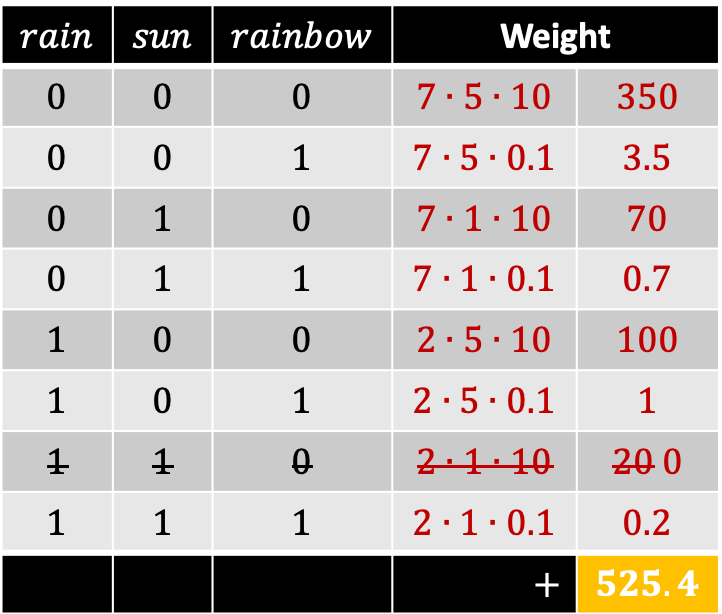 rain sun rainbow Weight
0 0 0 7 · 5 · 10 350
0 0 1 7 · 5 · 0.1 3.5
0 1 0 7 · 1 · 10 70
0 1 1 7 · 1 · 0.1 0.7
1 0 0 2 · 5 · 10 100
1 0 1 2 · 5 · 0.1 1
1 1 0 2 · 1 · 10 20 0
1 1 1 2 · 1 · 0.1 0.2
+ 525.4